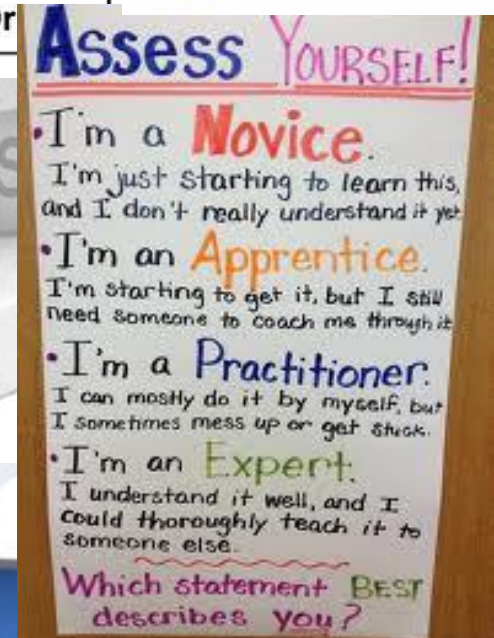 Assess YOURSELF!
•I'm a Novice.
I'm just starting to learn this,
and I don't really understand it yet
•I'm an Apprentice.
I'm starting to get it, but I still
need someone to coach me through it
•I'm a Practitioner.
I can mostly do it by myself, but
I sometimes mess up or get stuck.
•I'm an Expert.
I understand it well, and I
could thoroughly teach it to
someone else.
Which statement BEST
describes you?